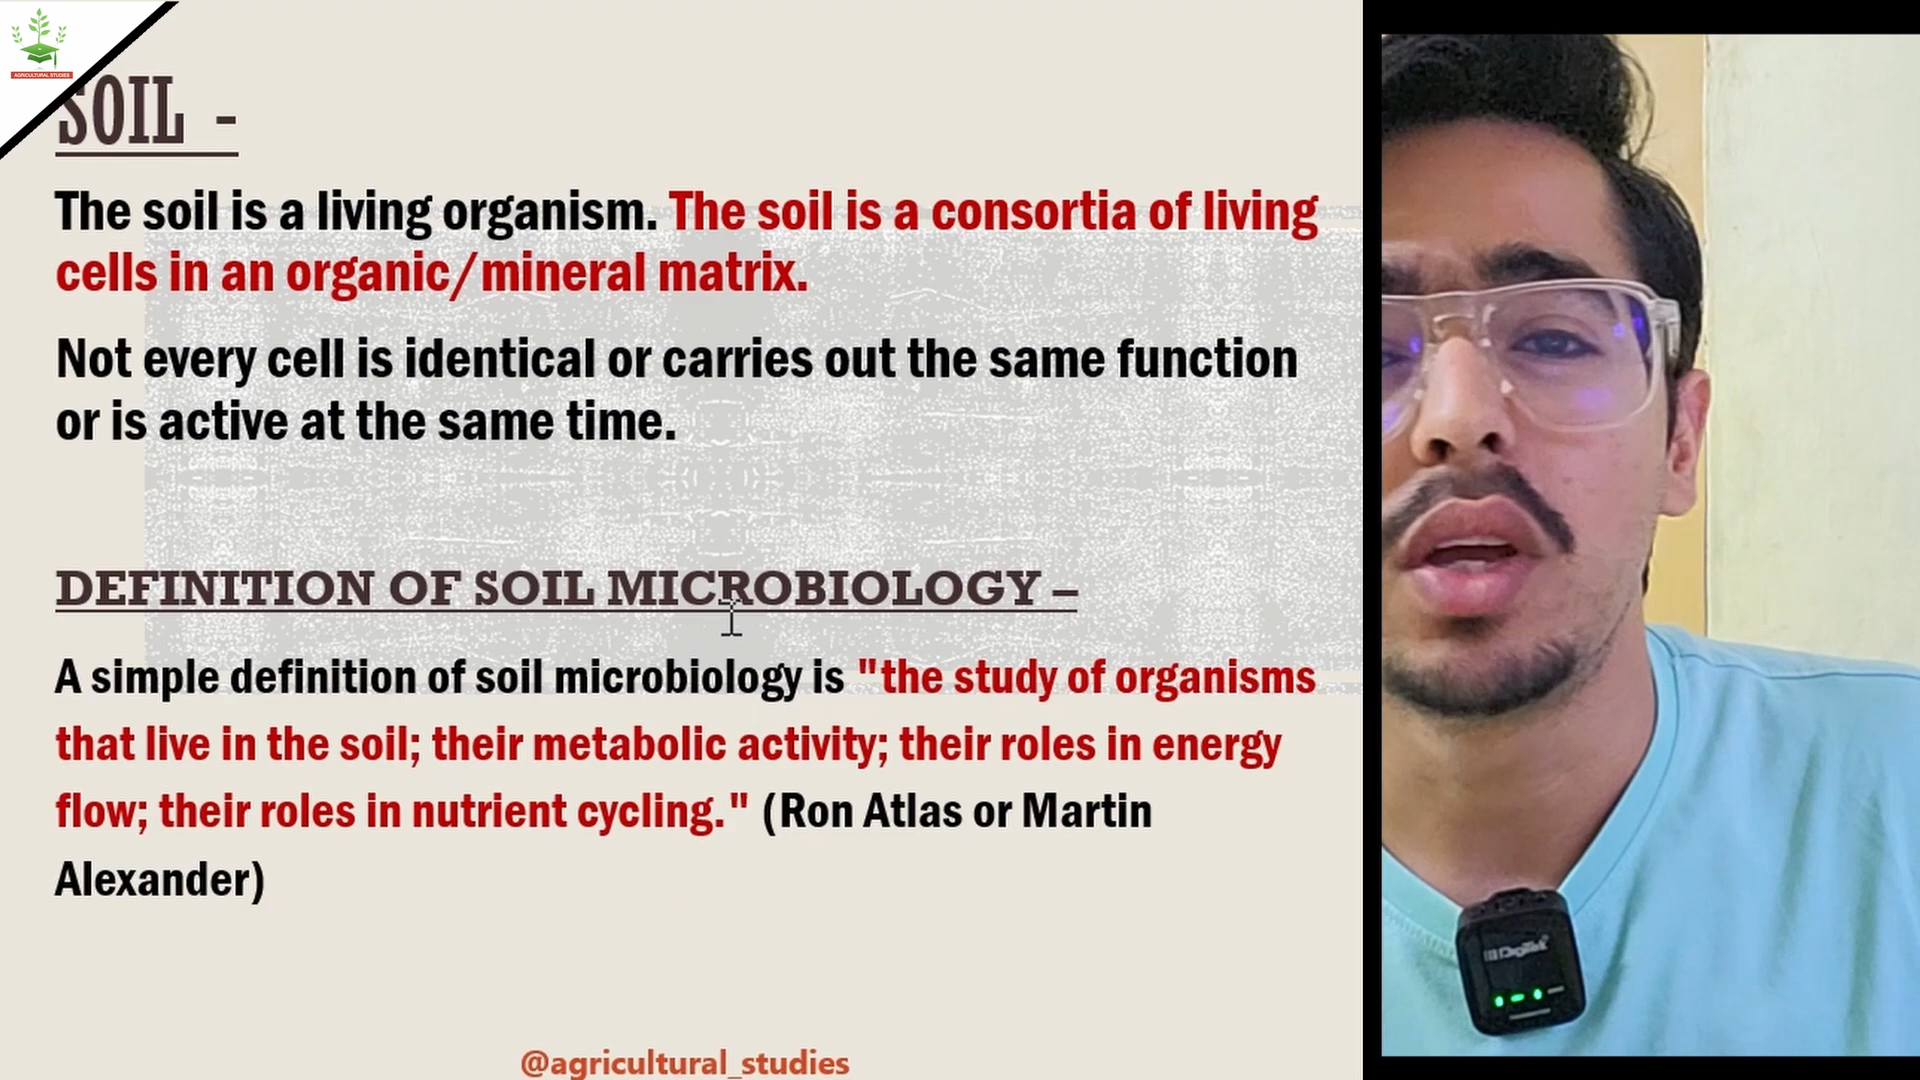 AGRICULTURAL STUDIES
SOIL -
The soil is a living organism. The soil is a consortia of living
cells in an organic/mineral matrix.
Not every cell is identical or carries out the same function
or is active at the same time.
DEFINITION OF SOIL MICROBIOLOGY –
A simple definition of soil microbiology is "the study of organisms
that live in the soil; their metabolic activity; their roles in energy
flow; their roles in nutrient cycling." (Ron Atlas or Martin
Alexander)
@agricultural_studies
DigiTek